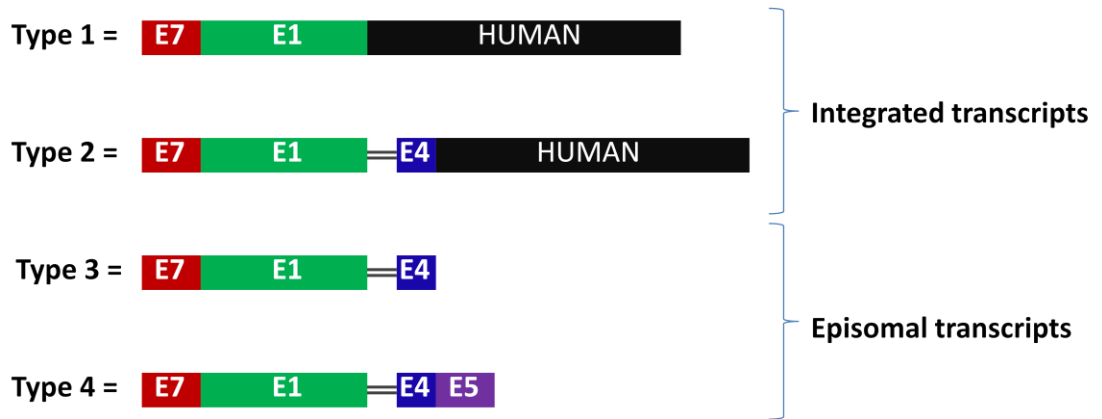 Type 1 = E7 E1 HUMAN
Integrated transcripts
Type 2 = E7 E1 E4 HUMAN
Type 3 = E7 E1 E4
Episomal transcripts
Type 4 = E7 E1 E4 E5